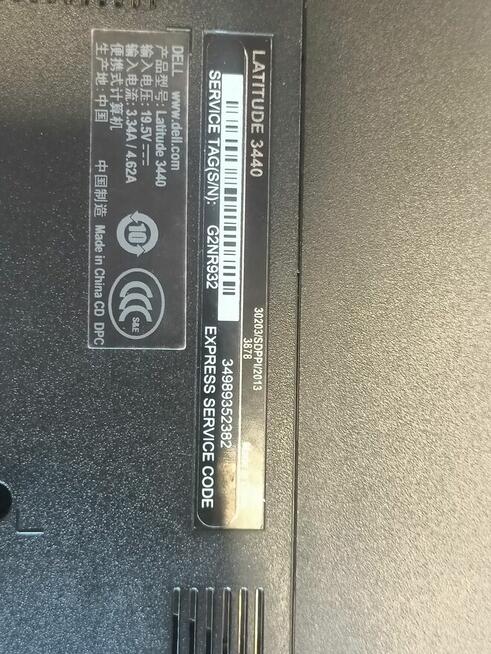 LATITUDE 3440
30203/SDPPI/2013
3878
SERVICE TAG(S/N): G2NR932
34989352382
EXPRESS SERVICE CODE
DELL www.dell.com
产品型号: Latitude 3440
输入电压: 19.5V
输入电流: 3.34A / 4.62A
便携式计算机
生产地: 中国
10
S&E
中国制造 Made in China CD DPC